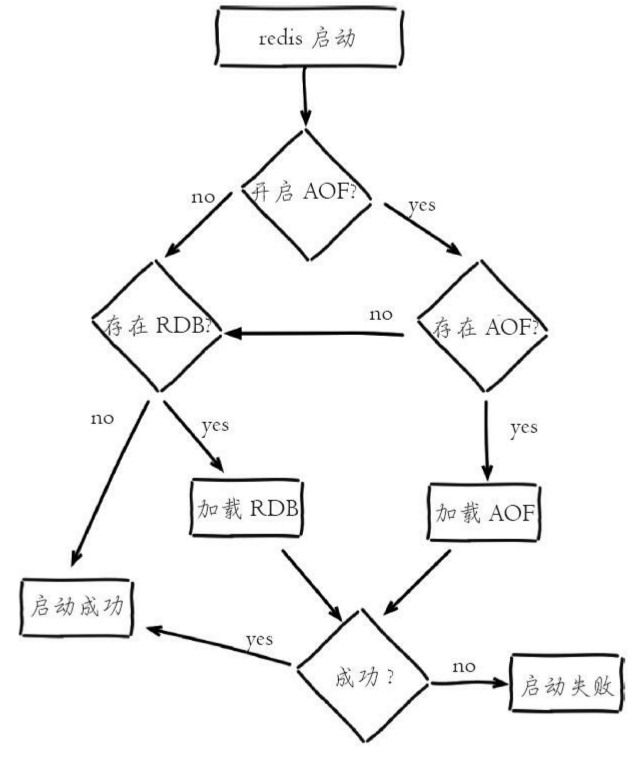 redis 启动
开启 AOF?
no
yes
存在 RDB?
no
存在 AOF?
no
yes
yes
加载 RDB
加载 AOF
启动成功
yes
成功？
no
启动失败